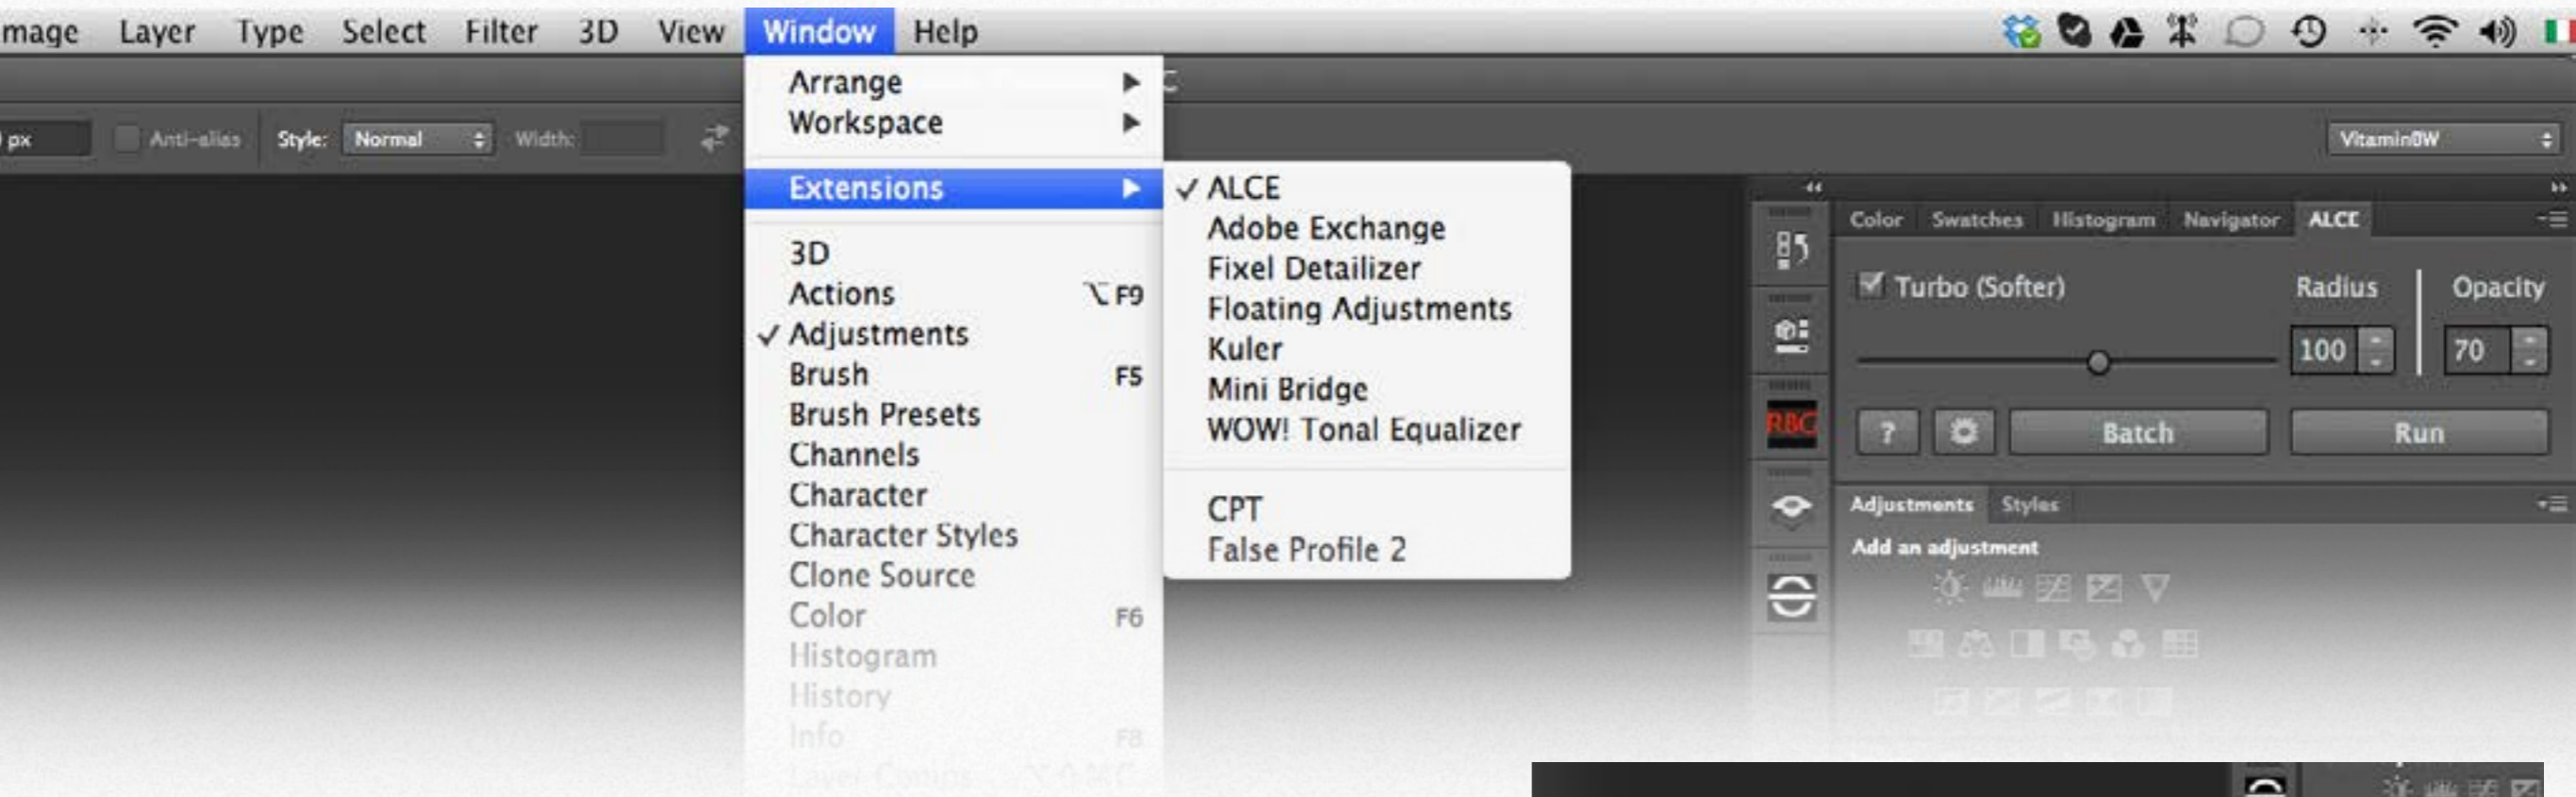 mage Layer Type Select Filter 3D View Window Help
px Anti-alias Style: Normal Width: VitaminBW
Arrange
Workspace
Extensions
3D
Actions ⌥F9
✓ Adjustments
Brush F5
Brush Presets
Channels
Character
Character Styles
Clone Source
Color F6
Histogram
History
Info F8
Layer Comps
✓ ALCE
Adobe Exchange
Fixel Detailizer
Floating Adjustments
Kuler
Mini Bridge
WOW! Tonal Equalizer
CPT
False Profile 2
RBG
Color Swatches Histogram Navigator ALCE
Turbo (Softer) Radius Opacity
100 70
? Batch Run
Adjustments Styles
Add an adjustment